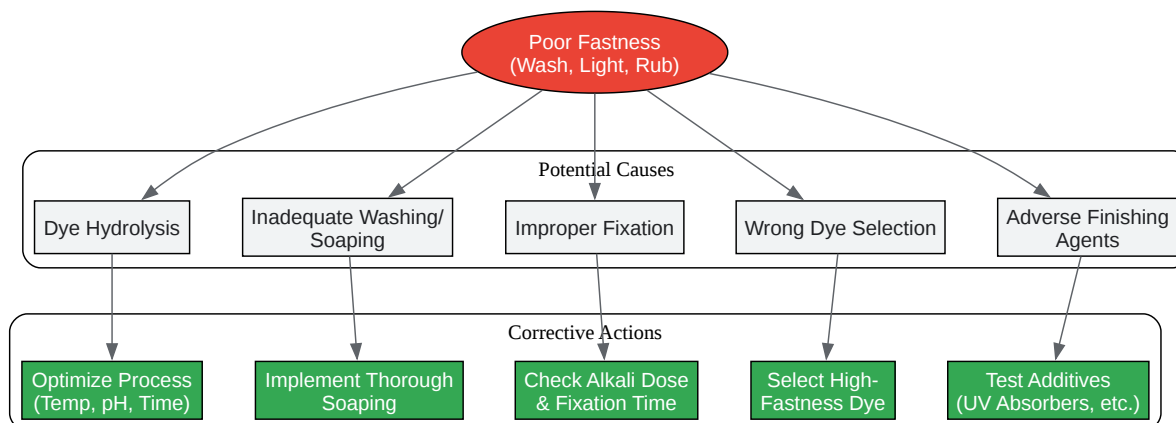 Poor Fastness
(Wash, Light, Rub)
Potential Causes
Dye Hydrolysis
Inadequate Washing/
Soaping
Improper Fixation
Wrong Dye Selection
Adverse Finishing
Agents
Corrective Actions
Optimize Process
(Temp, pH, Time)
Implement Thorough
Soaping
Check Alkali Dose
& Fixation Time
Select High-
Fastness Dye
Test Additives
(UV Absorbers, etc.)